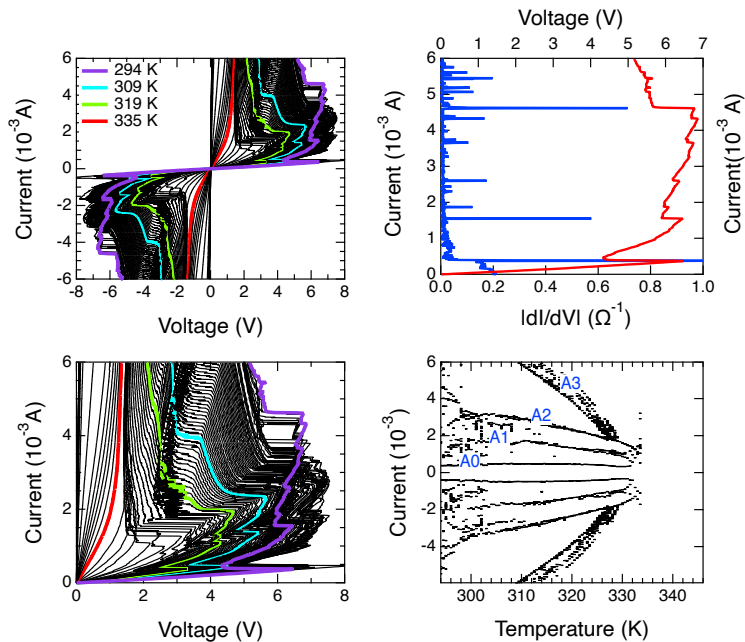 6
4
2
0
-2
-4
-6
Current (10⁻³ A)
294 K
309 K
319 K
335 K
-8 -6 -4 -2 0 2 4 6 8
Voltage (V)
Voltage (V)
0 1 2 3 4 5 6 7
6
5
4
3
2
1
0
Current (10⁻³ A)
Current(10⁻³ A)
0.0 0.2 0.4 0.6 0.8 1.0
|dI/dV| (Ω⁻¹)
6
4
2
0
Current (10⁻³A)
0 2 4 6 8
Voltage (V)
6
4
2
0
-2
-4
Current (10⁻³)
A3
A2
A1
A0
300 310 320 330 340
Temperature (K)